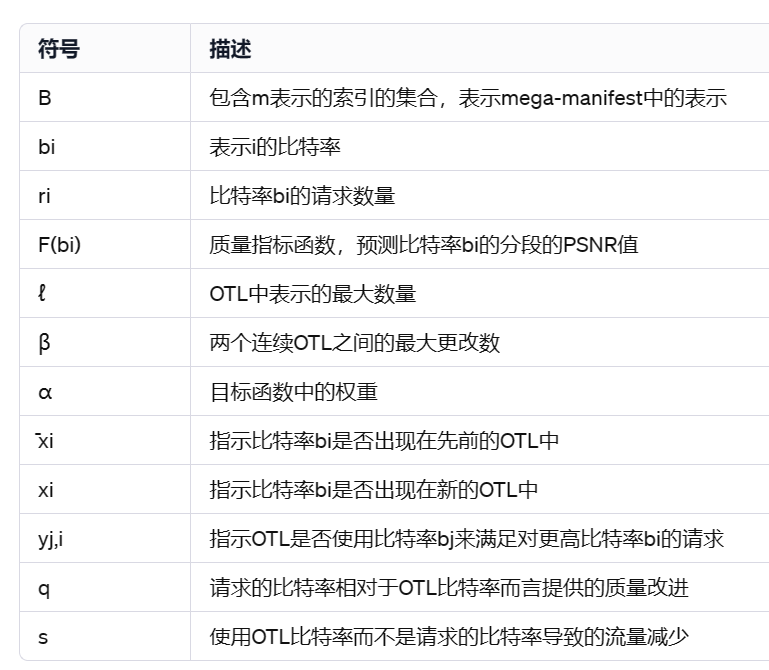 符号 描述
B 包含m表示的索引的集合，表示mega-manifest中的表示
bi 表示i的比特率
ri 比特率bi的请求数量
F(bi) 质量指标函数，预测比特率bi的分段的PSNR值
ℓ OTL中表示的最大数量
β 两个连续OTL之间的最大更改数
α 目标函数中的权重
x̄i 指示比特率bi是否出现在先前的OTL中
xi 指示比特率bi是否出现在新的OTL中
yj,i 指示OTL是否使用比特率bj来满足对更高比特率bi的请求
q 请求的比特率相对于OTL比特率而言提供的质量改进
s 使用OTL比特率而不是请求的比特率导致的流量减少